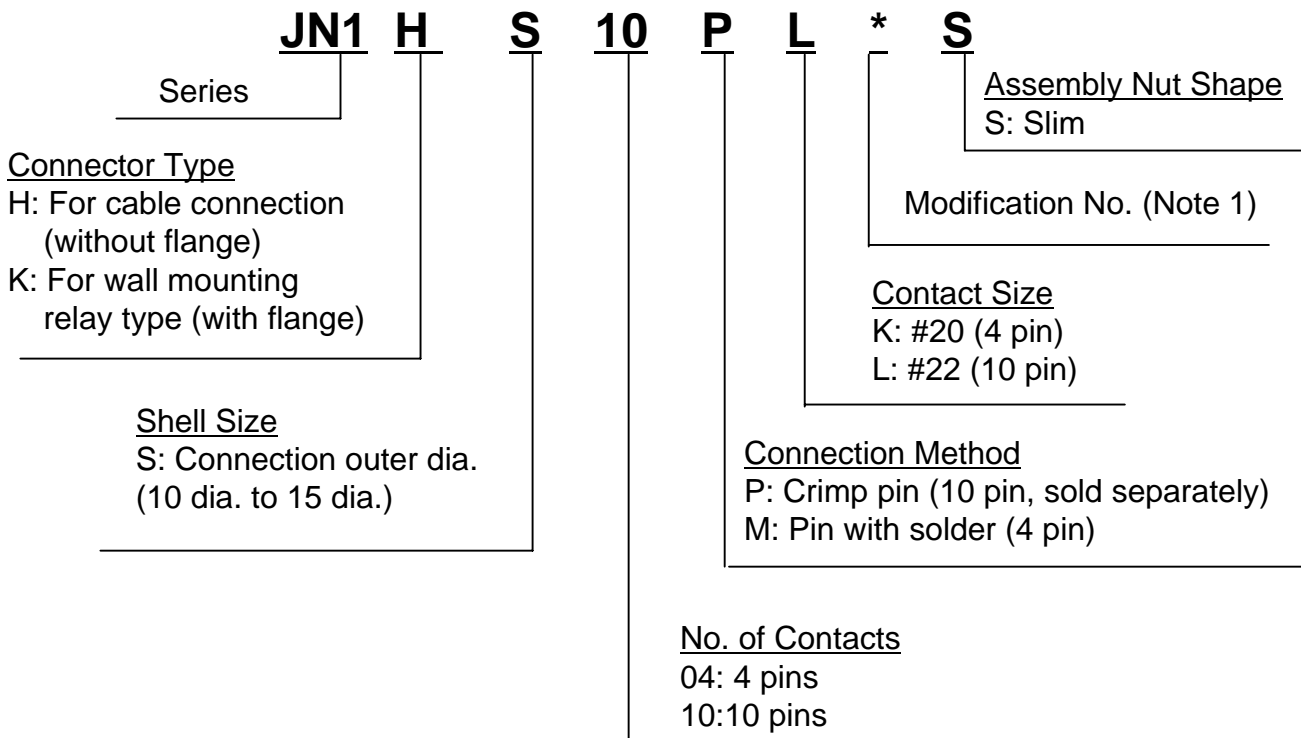 JN1 H S 10 P L * S
Series
Assembly Nut Shape
S: Slim
Connector Type
H: For cable connection
(without flange)
K: For wall mounting
relay type (with flange)
Modification No. (Note 1)
Contact Size
K: #20 (4 pin)
L: #22 (10 pin)
Shell Size
S: Connection outer dia.
(10 dia. to 15 dia.)
Connection Method
P: Crimp pin (10 pin, sold separately)
M: Pin with solder (4 pin)
No. of Contacts
04: 4 pins
10:10 pins